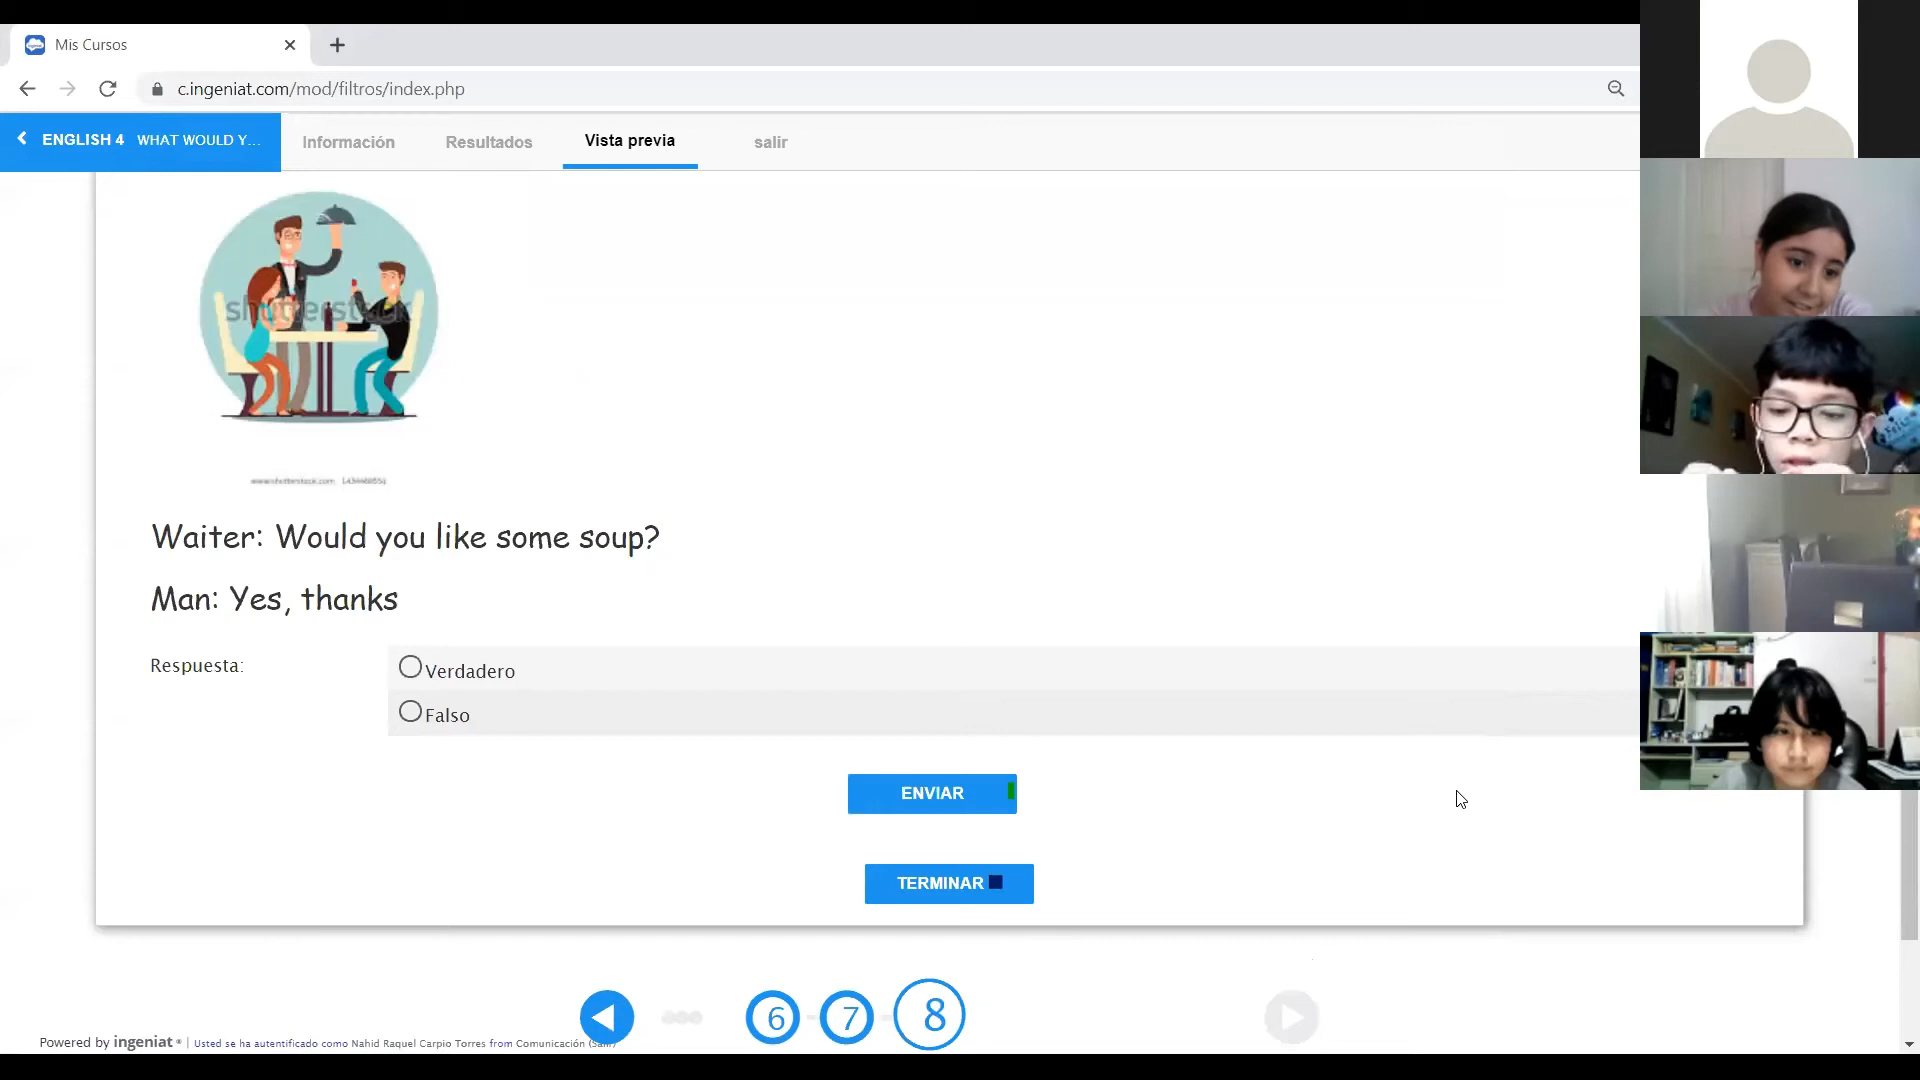 Mis Cursos
c.ingeniat.com/mod/filtros/index.php
ENGLISH 4 WHAT WOULD Y...
Información
Resultados
Vista previa
salir
shutterstock
Waiter: Would you like some soup?
Man: Yes, thanks
Respuesta:
Verdadero
Falso
ENVIAR
TERMINAR
6
7
8
Powered by ingeniat
Usted se ha autentificado como Nahid Raquel Carpio Torres from Comunicación (Salir)